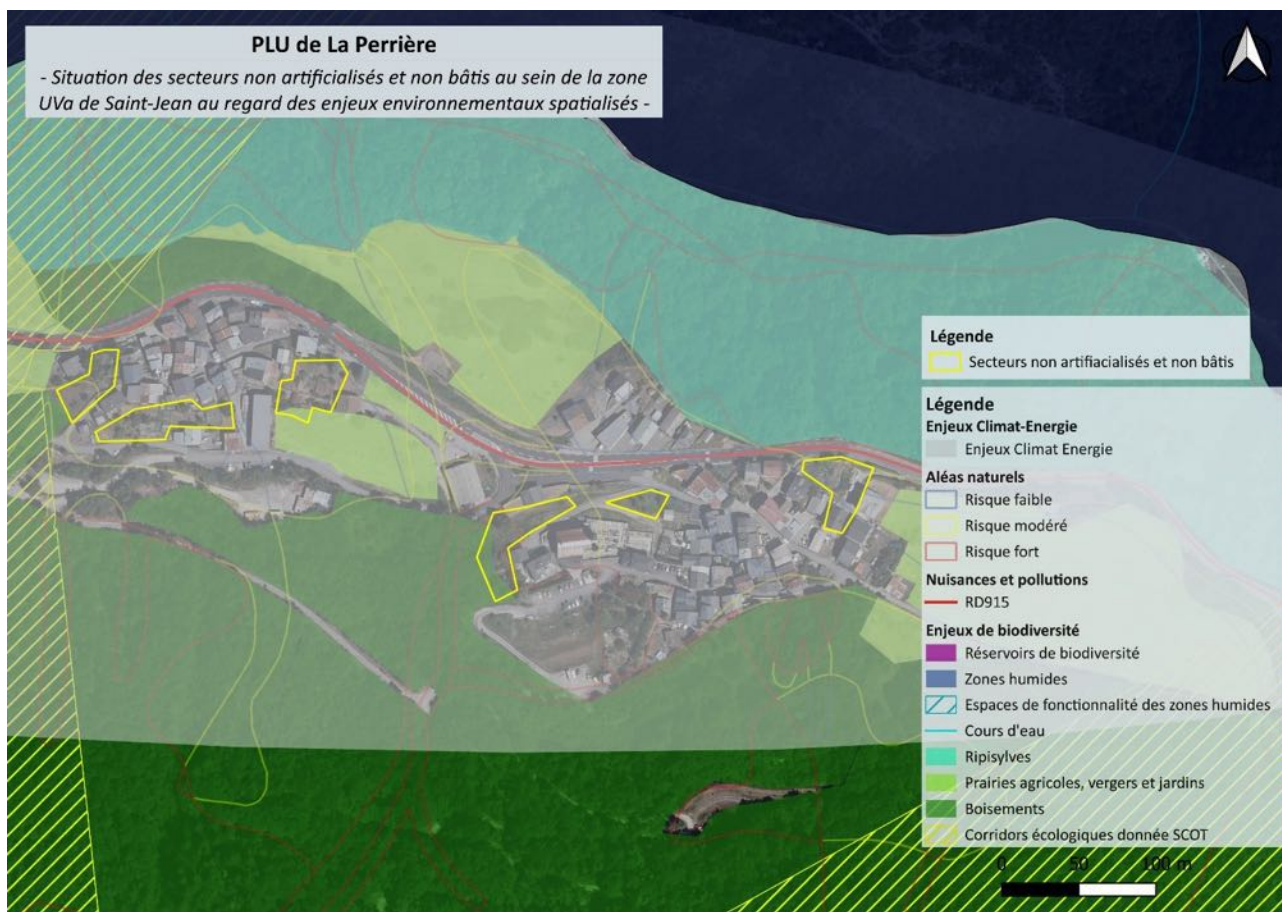 PLU de La Perrière
- Situation des secteurs non artificialisés et non bâtis au sein de la zone
UVa de Saint-Jean au regard des enjeux environnementaux spatialisés -
Légende
Secteurs non artifiacialisés et non bâtis
Légende
Enjeux Climat-Energie
Enjeux Climat Energie
Aléas naturels
Risque faible
Risque modéré
Risque fort
Nuisances et pollutions
RD915
Enjeux de biodiversité
Réservoirs de biodiversité
Zones humides
Espaces de fonctionnalité des zones humides
Cours d'eau
Ripisylves
Prairies agricoles, vergers et jardins
Boisements
Corridors écologiques donnée SCOT
0 50 100 m